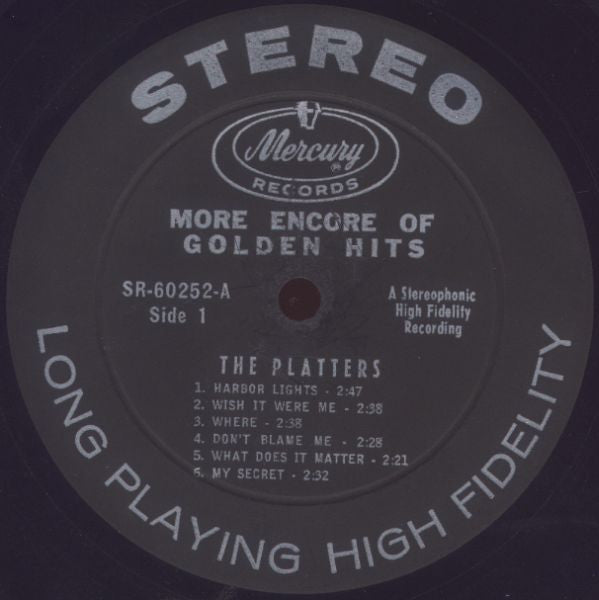 STEREO
Mercury
®
RECORDS
MORE ENCORE OF
GOLDEN HITS
SR-60252-A
Side 1
A Stereophonic
High Fidelity
Recording
THE PLATTERS
1. HARBOR LIGHTS - 2:47
2. WISH IT WERE ME - 2:38
3. WHERE - 2:38
4. DON'T BLAME ME - 2:28
5. WHAT DOES IT MATTER - 2:21
6. MY SECRET - 2:32
LONG PLAYING HIGH FIDELITY